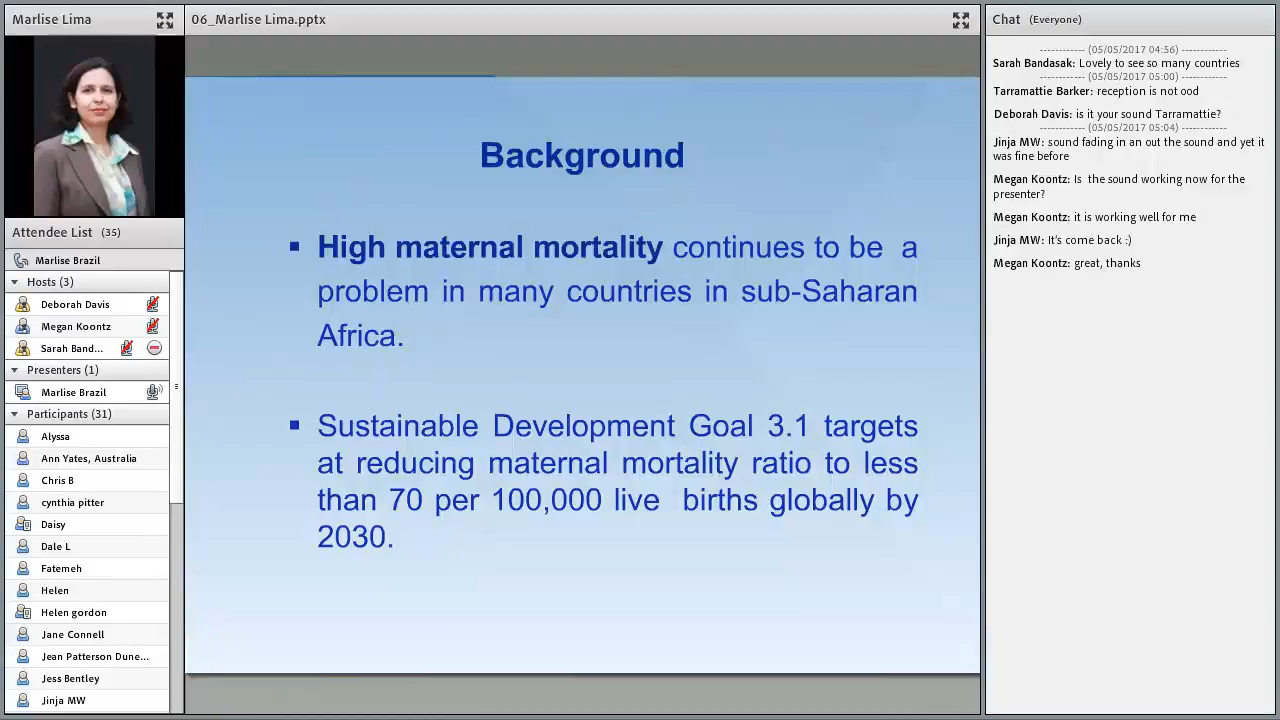 Marlise Lima
Attendee List (35)
Marlise Brazil
Hosts (3)
Deborah Davis
Megan Koontz
Sarah Band...
Presenters (1)
Marlise Brazil
Participants (31)
Alyssa
Ann Yates, Australia
Chris B
cynthia pitter
Daisy
Dale L
Fatemeh
Helen
Helen gordon
Jane Connell
Jean Patterson Dune...
Jess Bentley
Jinja MW
06_Marlise Lima.pptx
Background
▪ High maternal mortality continues to be a
problem in many countries in sub-Saharan
Africa.
▪ Sustainable Development Goal 3.1 targets
at reducing maternal mortality ratio to less
than 70 per 100,000 live births globally by
2030.
Chat (Everyone)
------------ (05/05/2017 04:56) ------------
Sarah Bandasak: Lovely to see so many countries
------------ (05/05/2017 05:00) ------------
Tarramattie Barker: reception is not ood
Deborah Davis: is it your sound Tarramattie?
------------ (05/05/2017 05:04) ------------
Jinja MW: sound fading in an out the sound and yet it
was fine before
Megan Koontz: Is the sound working now for the
presenter?
Megan Koontz: it is working well for me
Jinja MW: It's come back :)
Megan Koontz: great, thanks